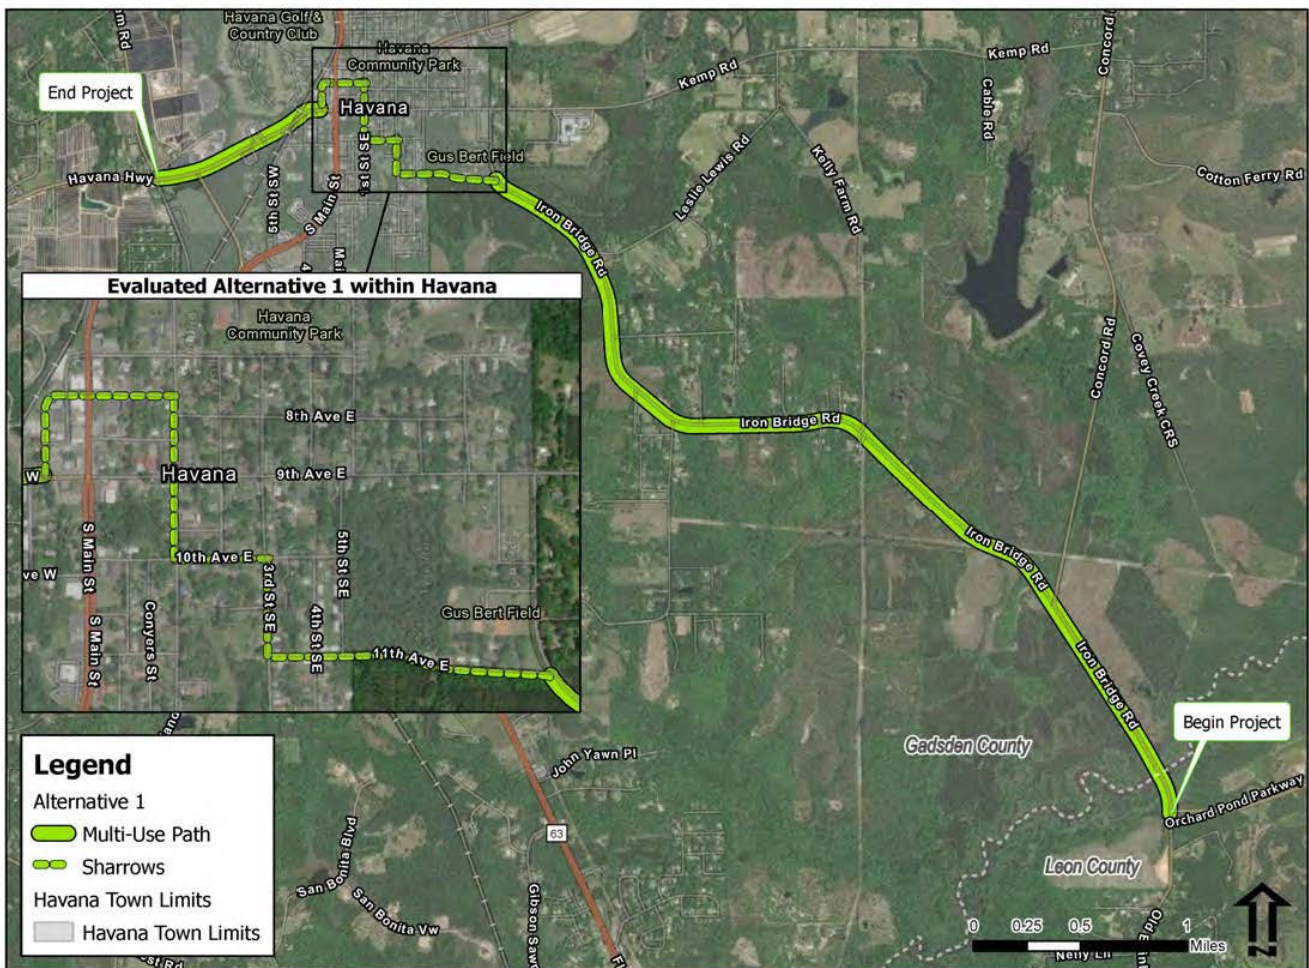 Havana Golf &
Country Club
Havana
Community Park
Kemp Rd
Kemp Rd
Concord
Cable Rd
End Project
Havana
Gus Bert Field
Leslie Lewis Rd
Kelly Farm Rd
Cotton Ferry Rd
Havana Hwy
5th St SW
S Main St
Iron Bridge Rd
Evaluated Alternative 1 within Havana
Havana
Community Park
8th Ave E
W
Havana
9th Ave E
S Main St
5th St SE
10th Ave E
3rd St SE
ve W
Conyers St
S Main St
4th St SE
Gus Bert Field
11th Ave E
Concord Rd
Covey Creek CRS
Iron Bridge Rd
Iron Bridge Rd
Iron Bridge Rd
Begin Project
Gadsden County
Orchard Pond Parkway
Leon County
John Yawn Pl
63
San Bonita Blvd
San Bonita Vw
Gibson Saw
Legend
Alternative 1
Multi-Use Path
Sharrows
Havana Town Limits
Havana Town Limits
0 0.25 0.5 1
Miles
N